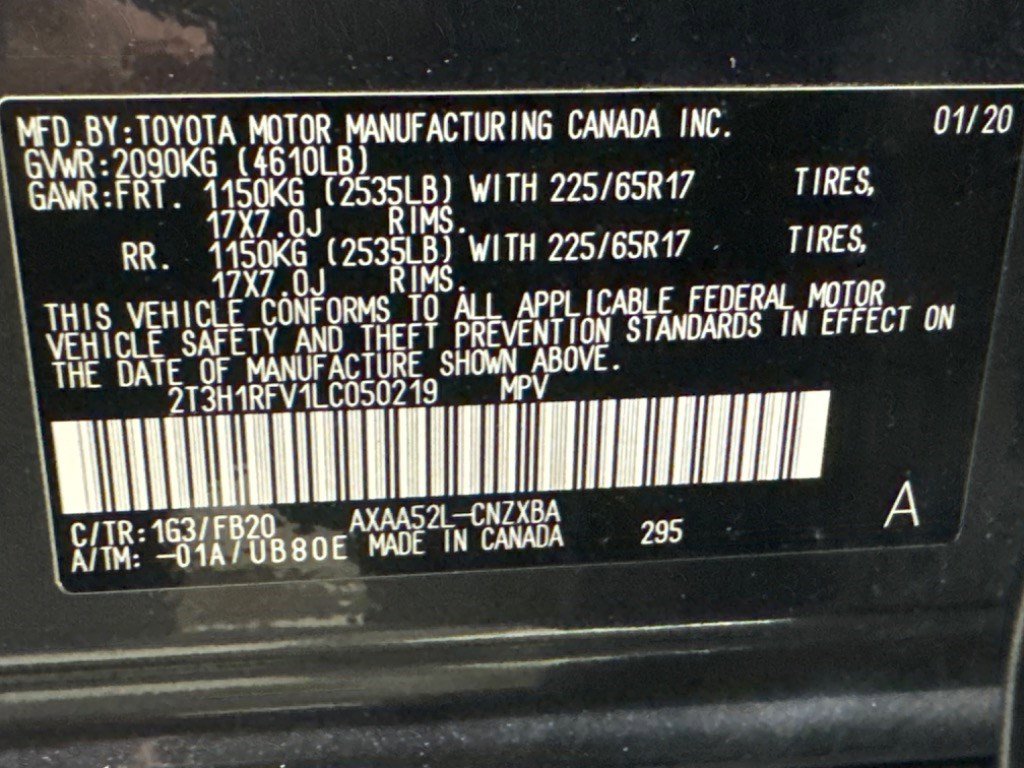 MFD.BY:TOYOTA MOTOR MANUFACTURING CANADA INC. 01/20
GVWR:2090KG (4610LB)
GAWR:FRT. 1150KG (2535LB) WITH 225/65R17 TIRES,
17X7.0J RIMS.
RR. 1150KG (2535LB) WITH 225/65R17 TIRES,
17X7.0J RIMS.
THIS VEHICLE CONFORMS TO ALL APPLICABLE FEDERAL MOTOR
VEHICLE SAFETY AND THEFT PREVENTION STANDARDS IN EFFECT ON
THE DATE OF MANUFACTURE SHOWN ABOVE.
2T3H1RFV1LC050219 MPV
C/TR:1G3/FB20 AXAA52L-CNZXBA A
A/TM: -01A/UB80E MADE IN CANADA 295